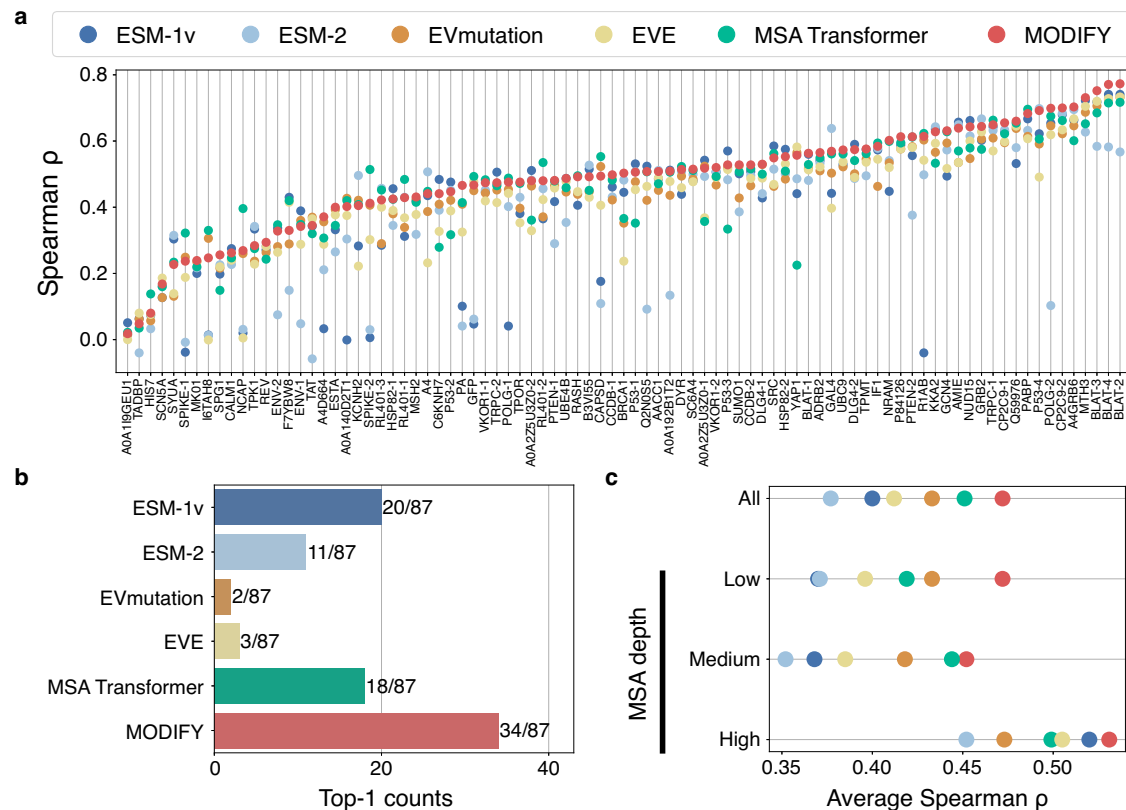 a
ESM-1v ESM-2 EVmutation EVE MSA Transformer MODIFY
0.8
0.6
0.4
0.2
0.0
Spearman ρ
A0A1I9GEU1
TADBP
HIS7
SCN5A
SYUA
SPIKE-1
MK01
I6TAH8
SPG1
CALM1
NCAP
TPK1
REV
ENV-2
F7YBW8
ENV-1
TAT
A4D664
ESTA
A0A140D2T1
KCNH2
SPIKE-2
RL401-3
HSP82-1
RL401-1
MSH2
A4
C6KNH7
P53-2
GPA
GFP
VKOR1-1
TRPC-2
POLG-1
TPOR
A0A2Z5U3Z0-2
RL401-2
PTEN-1
UBE4B
RASH
B3VI55
CAPSD
CCDB-1
BRCA1
P53-1
Q2N0S5
AACC1
A0A192B1T2
DYR
SC6A4
A0A2Z5U3Z0-1
VKOR1-2
P53-3
SUMO1
CCDB-2
DLG4-1
SRC
HSP82-2
YAP1
BLAT-1
ADRB2
GAL4
UBC9
DLG4-2
TPMT
IF1
NRAM
P84126
PTEN-2
R1AB
KKA2
GCN4
AMIE
NUD15
GRB2
TRPC-1
CP2C9-1
Q59976
PABP
P53-4
POLG-2
CP2C9-2
A4GRB6
MTH3
BLAT-3
BLAT-4
BLAT-2
b
ESM-1v 20/87
ESM-2 11/87
EVmutation 2/87
EVE 3/87
MSA Transformer 18/87
MODIFY 34/87
0 20 40
Top-1 counts
c
All
Low
Medium
High
MSA depth
0.35 0.40 0.45 0.50
Average Spearman ρ